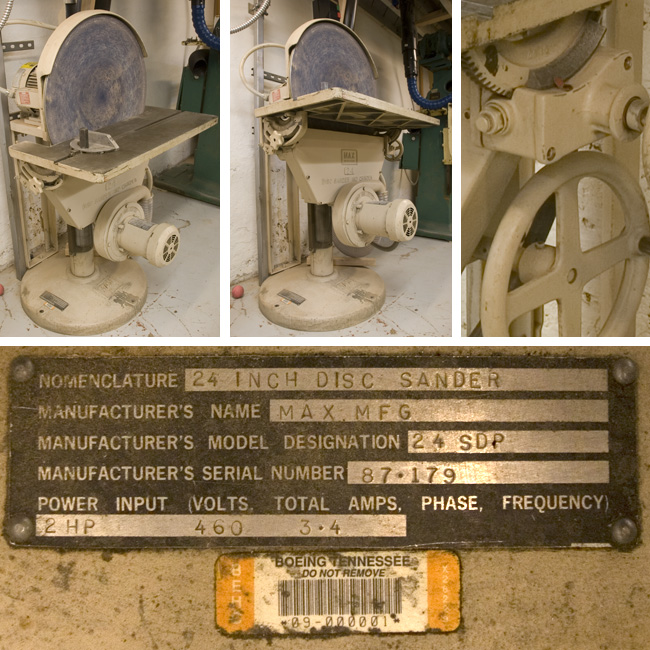 MAX
NOMENCLATURE 24 INCH DISC SANDER
MANUFACTURER'S NAME MAX. MFG
MANUFACTURER'S MODEL DESIGNATION 24 SDP
MANUFACTURER'S SERIAL NUMBER 87·179
POWER INPUT (VOLTS, TOTAL AMPS, PHASE, FREQUENCY)
2 HP 460 3·4
BOEING TENNESSEE
DO NOT REMOVE
09-000001